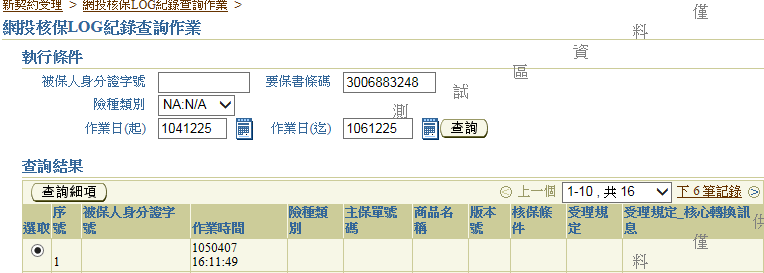 新契約受理 > 網投核保LOG紀錄查詢作業 >
網投核保LOG紀錄查詢作業
執行條件
被保人身分證字號 要保書條碼 3006883248
險種類別 NA:N/A
作業日(起) 1041225 作業日(迄) 1061225 查詢
查詢結果
查詢細項 上一個 1-10 , 共 16 下 6 筆記錄
選取 序號 被保人身分證字號 作業時間 險種類別 主保單號碼 商品名稱 版本號 核保條件 受理規定 受理規定_核心轉換訊息
1 1050407 16:11:49
僅
料
資
區
試
測
供
僅
料